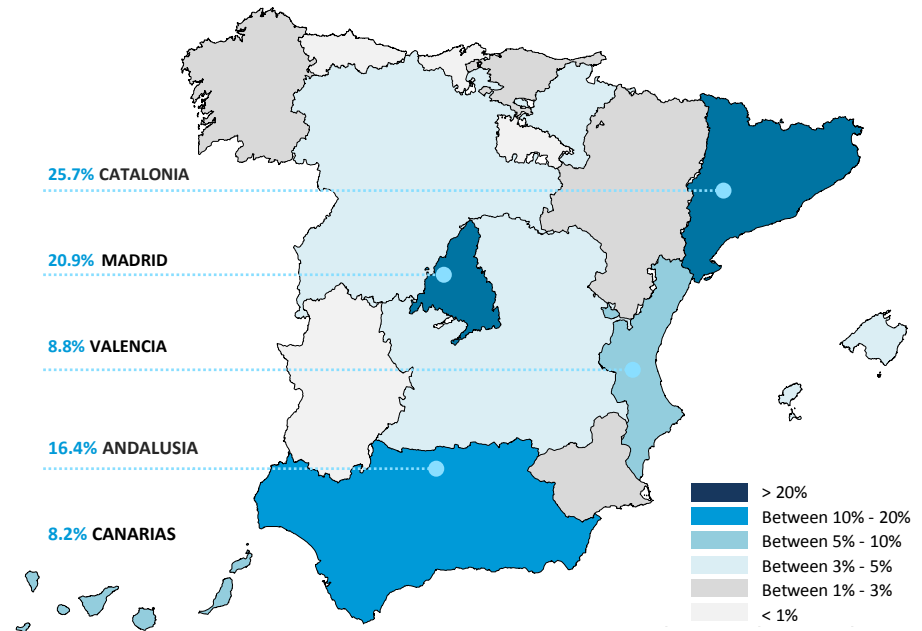 25.7% CATALONIA
20.9% MADRID
8.8% VALENCIA
16.4% ANDALUSIA
8.2% CANARIAS
> 20%
Between 10% - 20%
Between 5% - 10%
Between 3% - 5%
Between 1% - 3%
< 1%